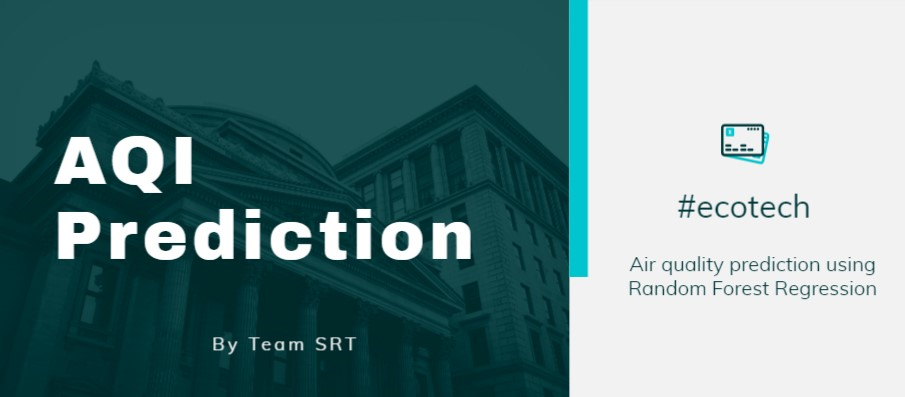 AQI
Prediction
By Team SRT
#ecotech
Air quality prediction using
Random Forest Regression